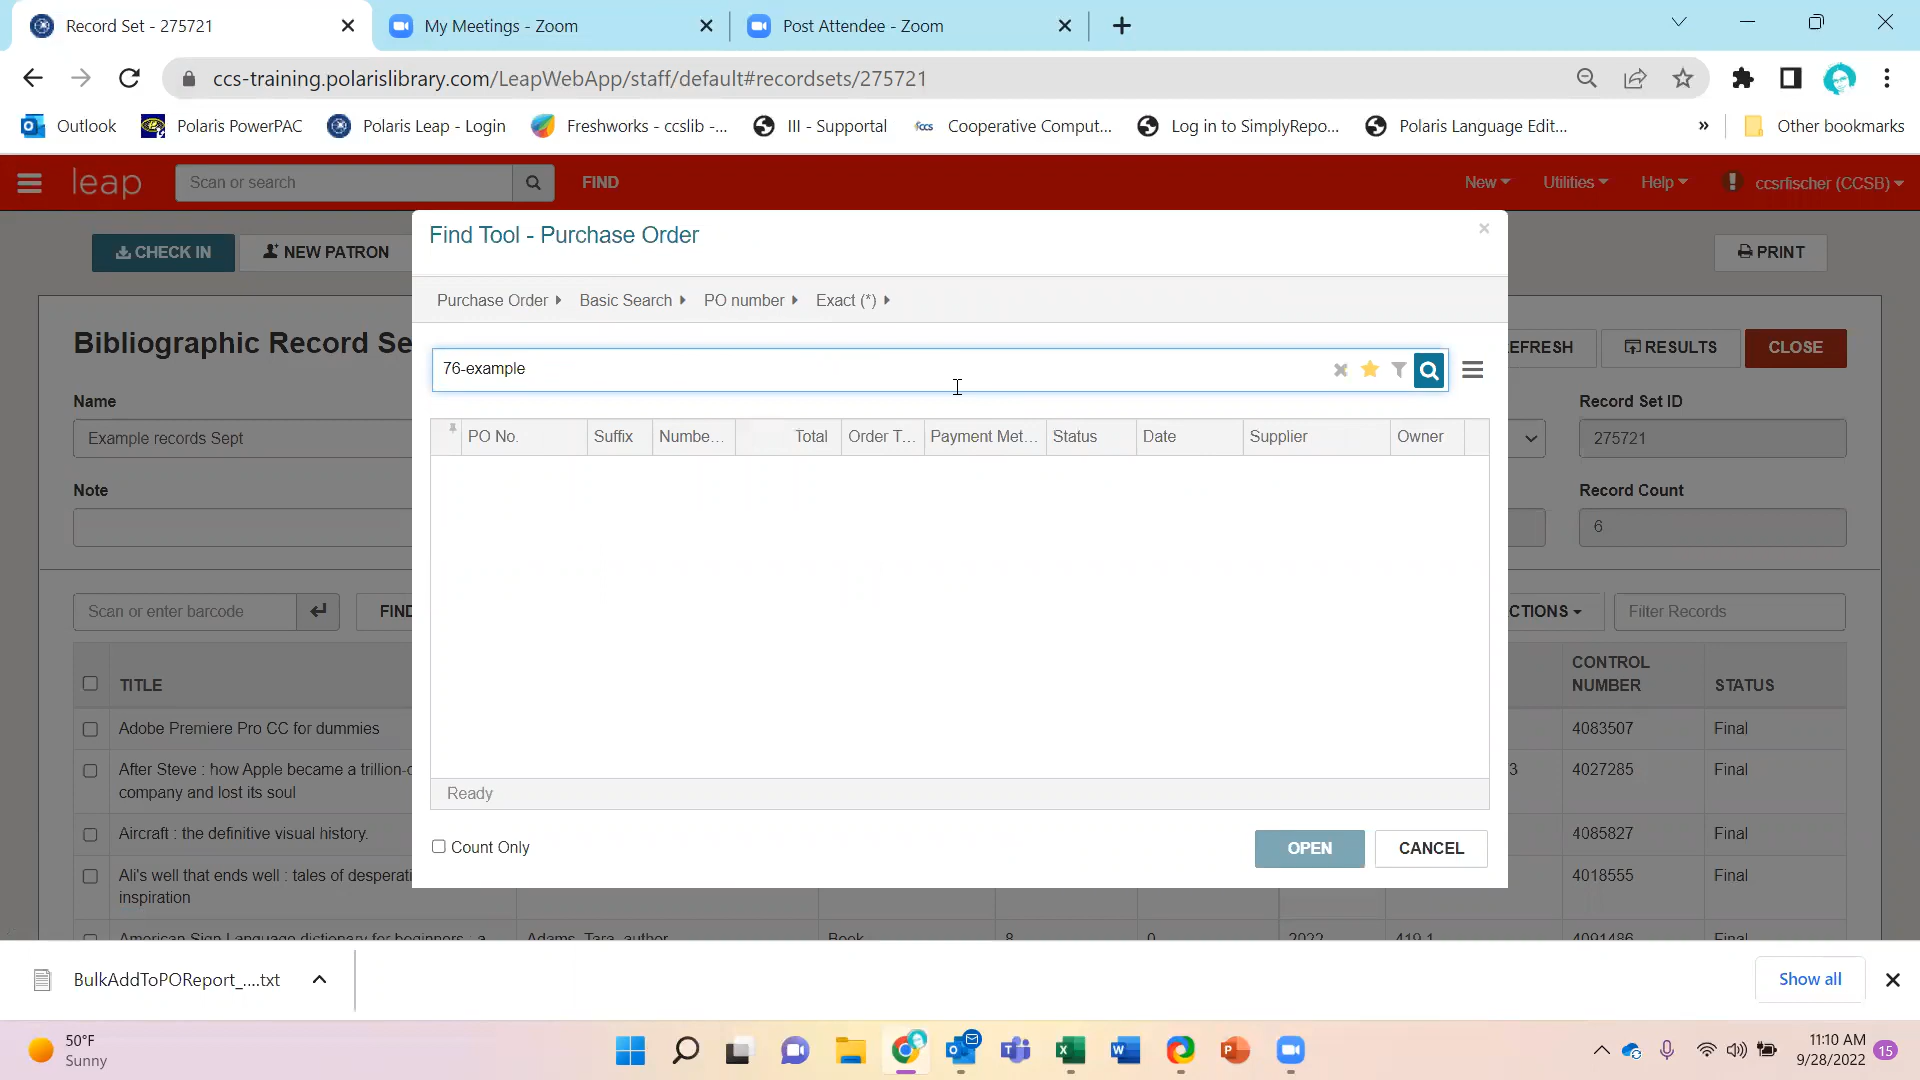 Record Set - 275721
My Meetings - Zoom
Post Attendee - Zoom
ccs-training.polarislibrary.com/LeapWebApp/staff/default#recordsets/275721
Outlook
Polaris PowerPAC
Polaris Leap - Login
Freshworks - ccslib -...
III - Supportal
ccs
Cooperative Comput...
Log in to SimplyRepo...
Polaris Language Edit...
»
Other bookmarks
leap
Scan or search
FIND
New
Utilities
Help
ccsrfischer (CCSB)
CHECK IN
NEW PATRON
PRINT
Find Tool - Purchase Order
Purchase Order
Basic Search
PO number
Exact (*)
Bibliographic Record Se
EFRESH
RESULTS
CLOSE
76-example
Name
Record Set ID
Example records Sept
275721
PO No.
Suffix
Numbe...
Total
Order T...
Payment Met...
Status
Date
Supplier
Owner
Note
Record Count
6
Scan or enter barcode
FIND
CTIONS
Filter Records
TITLE
CONTROL NUMBER
STATUS
Adobe Premiere Pro CC for dummies
4083507
Final
After Steve : how Apple became a trillion-
company and lost its soul
3
4027285
Final
Ready
Aircraft : the definitive visual history.
4085827
Final
Count Only
OPEN
CANCEL
Ali's well that ends well : tales of desperati
inspiration
4018555
Final
American Sign Language dictionary for beginners : a
Adams, Tara, author
Book
8
0
2022
419.1
4091486
Final
BulkAddToPOReport_....txt
Show all
50°F
Sunny
11:10 AM
9/28/2022
15